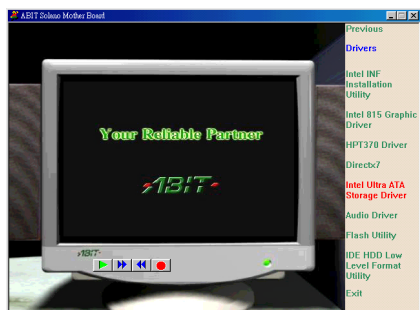 ABIT Solano Mother Board
Your Reliable Partner
ABIT
ABIT
Previous
Drivers
Intel INF
Installation
Utility
Intel 815 Graphic
Driver
HPT370 Driver
Directx7
Intel Ultra ATA
Storage Driver
Audio Driver
Flash Utility
IDE HDD Low
Level Format
Utility
Exit